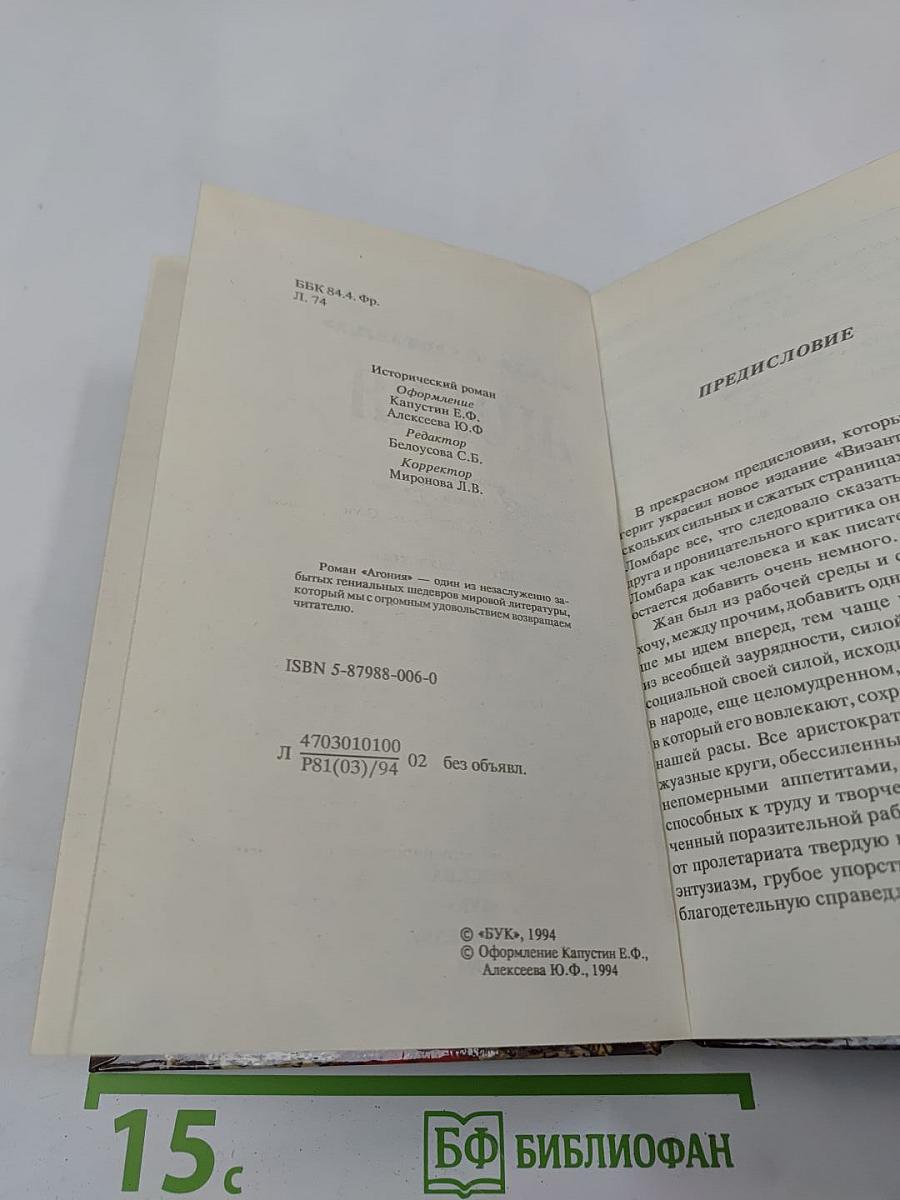 ББК 84.4. Фр.
Л. 74
Исторический роман
Оформление
Капустин Е.Ф.
Алексеева Ю.Ф
Редактор
Белоусова С.Б.
Корректор
Миронова Л.В.
Роман «Агония» — один из незаслуженно за-
бытых гениальных шедевров мировой литературы,
который мы с огромным удовольствием возвращаем
читателю.
ISBN 5-87988-006-0
Л 4703010100 02 без объявл.
Р81(03)/94
© «БУК», 1994
© Оформление Капустин Е.Ф.,
Алексеева Ю.Ф., 1994
ПРЕДИСЛОВИЕ
В прекрасном предисловии, которы
герит украсил новое издание «Визант
скольких сильных и сжатых страницах
Ломбаре все, что следовало сказать
друга и проницательного критика он
Ломбара как человека и как писате
остается добавить очень немного.
Жан был из рабочей среды и с
хочу, между прочим, добавить одн
ше мы идем вперед, тем чаще
из всеобщей заурядности, силой
социальной своей силой, исходи
в народе, еще целомудренном,
в который его вовлекают, сохр
нашей расы. Все аристократ
жуазные круги, обессиленны
непомерными аппетитами,
способных к труду и творче
ченный поразительной раб
от пролетариата твердую
энтузиазм, грубое упорст
благодетельную справедл
15 с
БФ БИБЛИОФАН